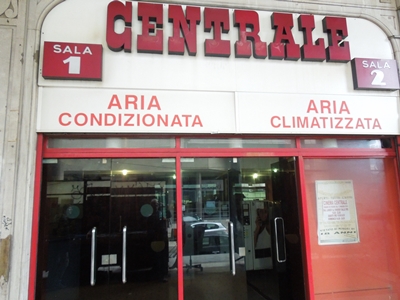 CENTRALE
SALA
1
SALA
2
ARIA
CONDIZIONATA
ARIA
CLIMATIZZATA